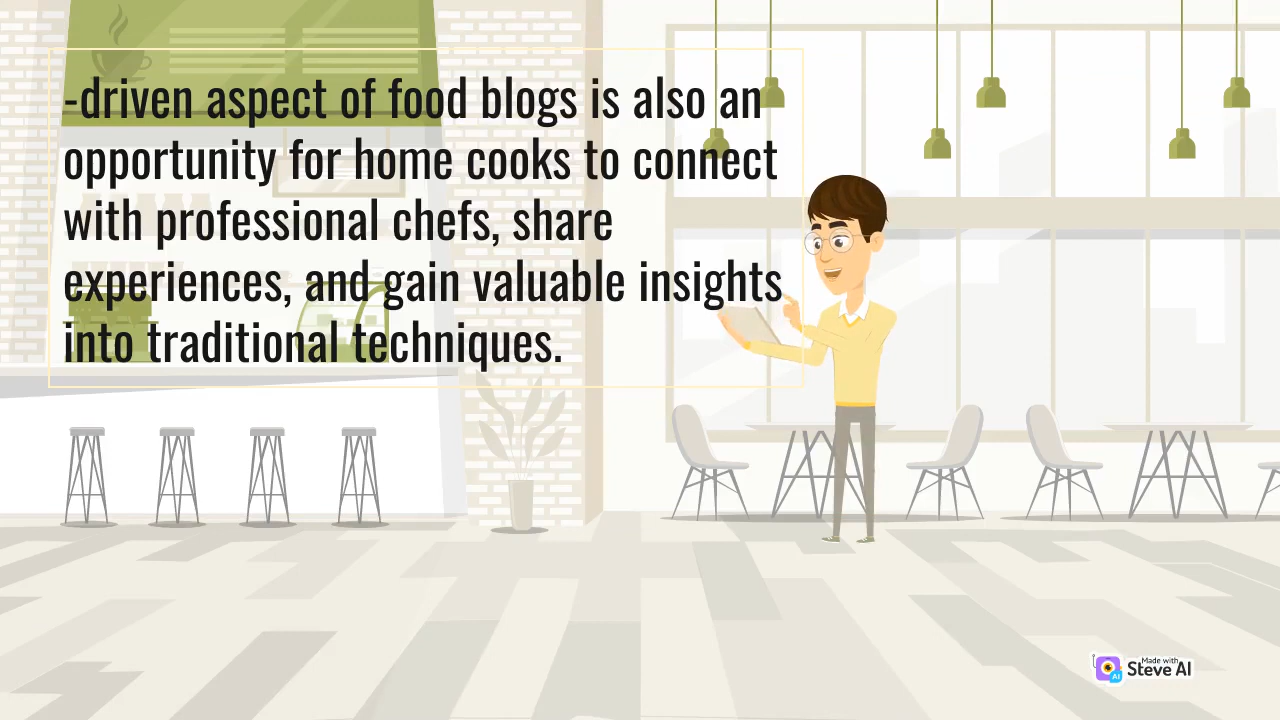 -driven aspect of food blogs is also an
opportunity for home cooks to connect
with professional chefs, share
experiences, and gain valuable insights
into traditional techniques.
Made with
Steve AI
AI